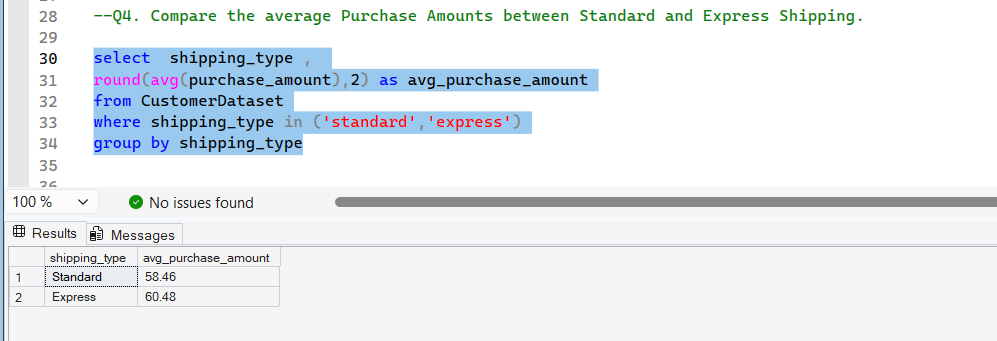 28 --Q4. Compare the average Purchase Amounts between Standard and Express Shipping.
29
30 select  shipping_type ,
31 round(avg(purchase_amount),2) as avg_purchase_amount
32 from CustomerDataset
33 where shipping_type in ('standard','express')
34 group by shipping_type
35
36
100 % No issues found
Results Messages
shipping_type avg_purchase_amount
1 Standard 58.46
2 Express 60.48